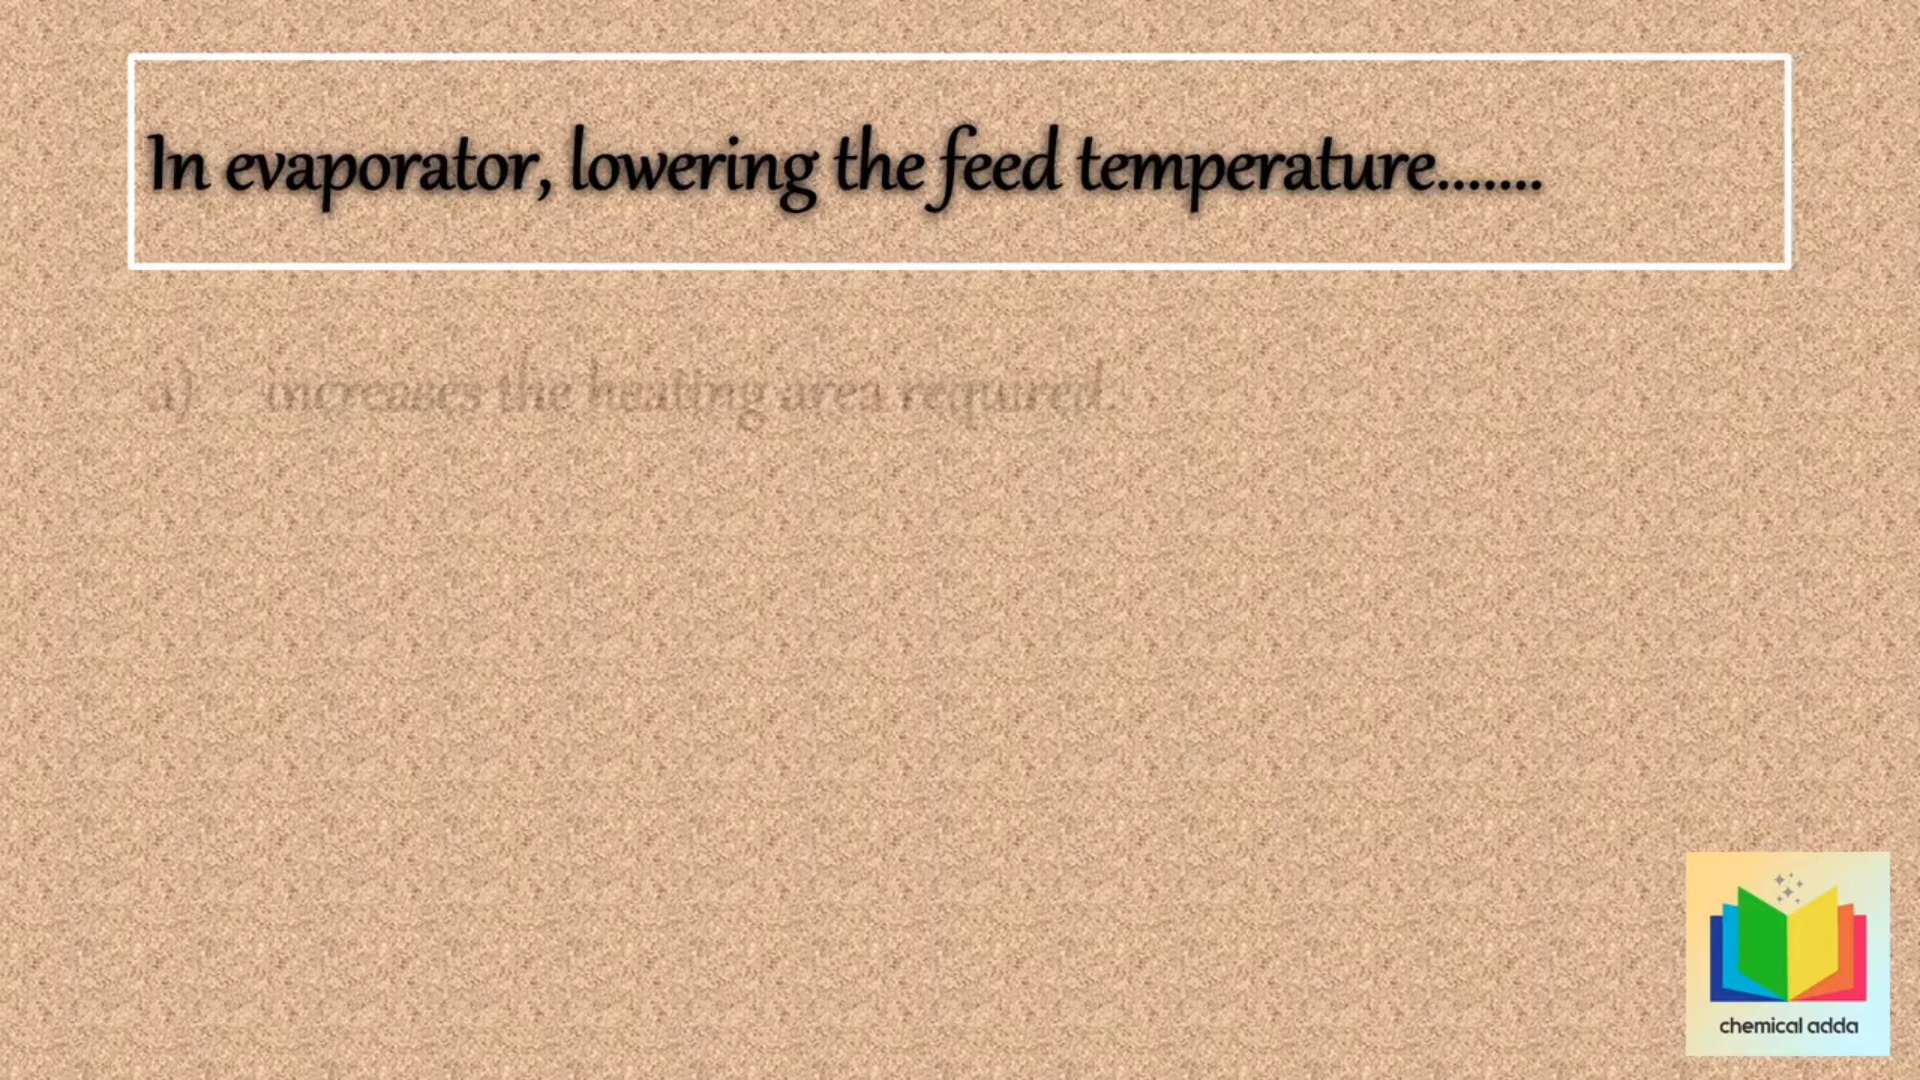 In evaporator, lowering the feed temperature.......
a) increases the heating area required.
chemical adda